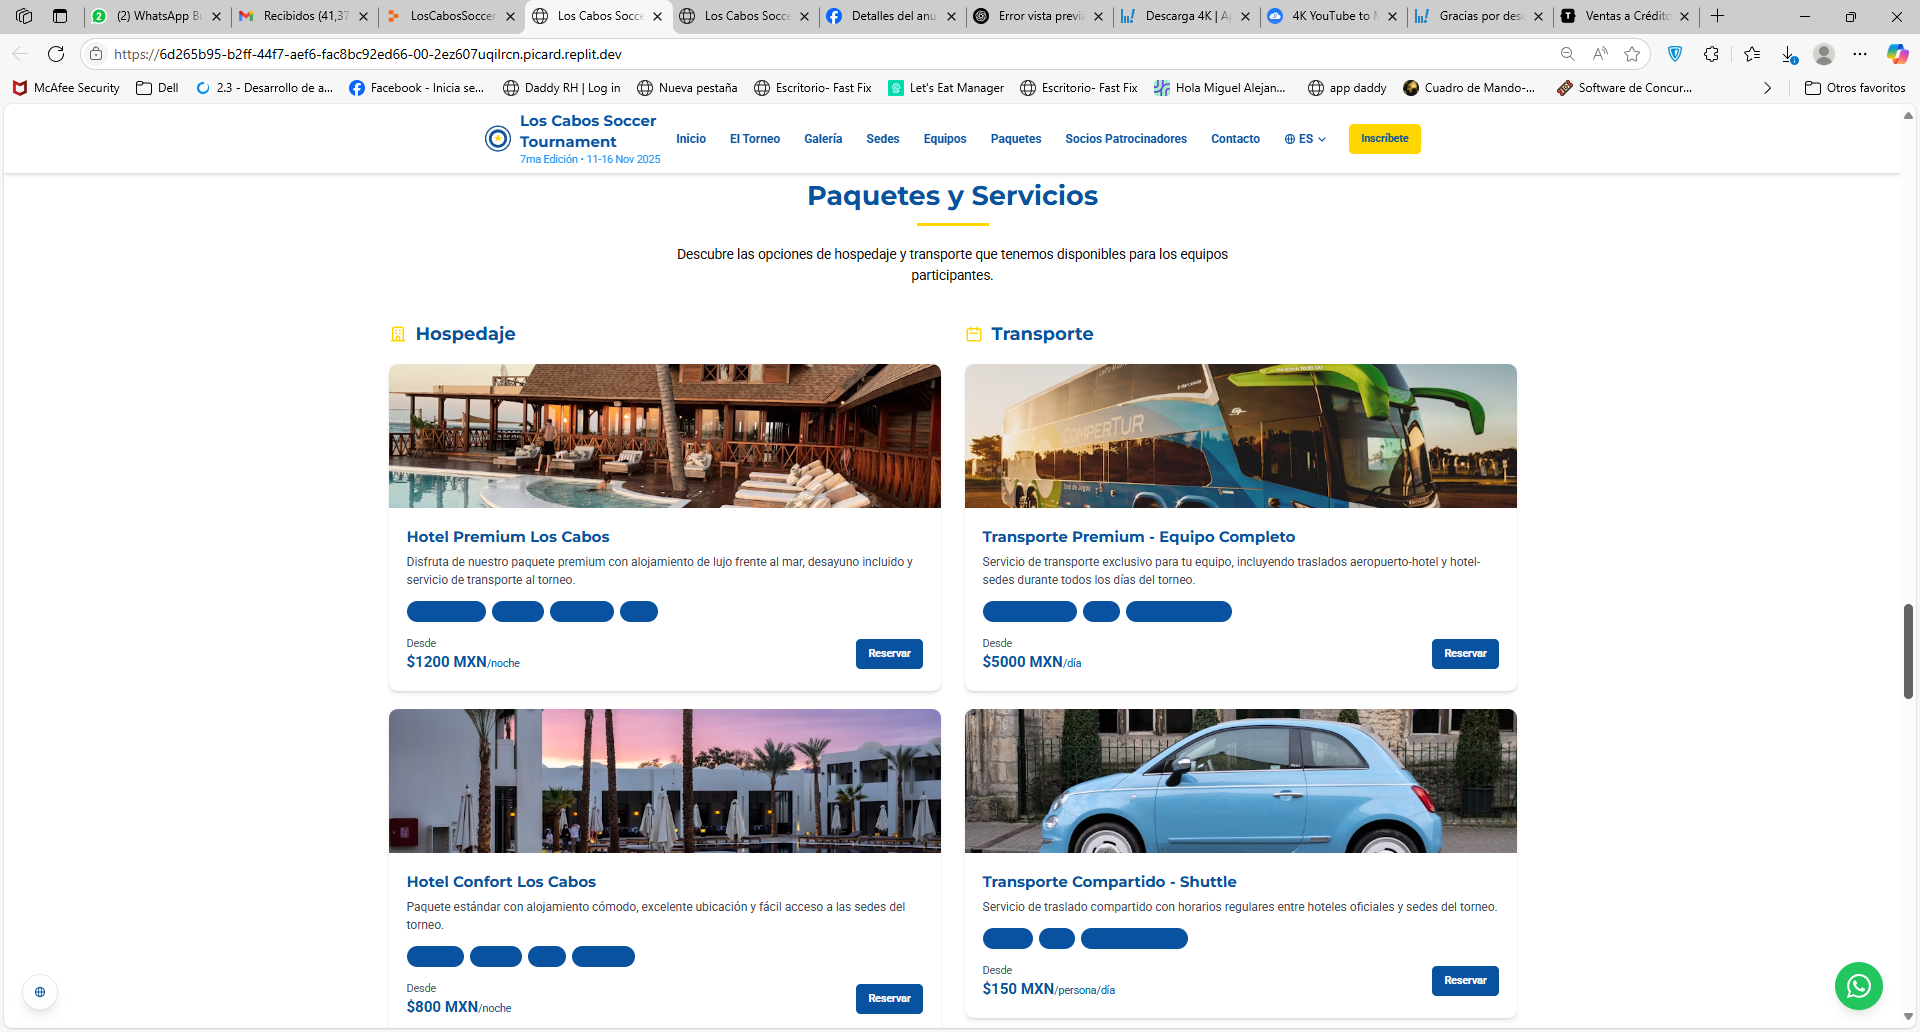 (2) WhatsApp Bu
Recibidos (41,37
LosCabosSoccer
Los Cabos Socce
Los Cabos Socce
Detalles del anu
Error vista previa
Descarga 4K | A
4K YouTube to M
Gracias por desc
Ventas a Crédito
https://6d265b95-b2ff-44f7-aef6-fac8bc92ed66-00-2ez607uqilrcn.picard.replit.dev
McAfee Security
Dell
2.3 - Desarrollo de a...
Facebook - Inicia se...
Daddy RH | Log in
Nueva pestaña
Escritorio- Fast Fix
Let's Eat Manager
Escritorio- Fast Fix
Hola Miguel Alejan...
app daddy
Cuadro de Mando-...
Software de Concur...
Otros favoritos
Los Cabos Soccer
Tournament
7ma Edición • 11-16 Nov 2025
Inicio
El Torneo
Galería
Sedes
Equipos
Paquetes
Socios Patrocinadores
Contacto
ES
Inscríbete
Paquetes y Servicios
Descubre las opciones de hospedaje y transporte que tenemos disponibles para los equipos
participantes.
Hospedaje
Hotel Premium Los Cabos
Disfruta de nuestro paquete premium con alojamiento de lujo frente al mar, desayuno incluido y
servicio de transporte al torneo.
Desde
$1200 MXN/noche
Reservar
Hotel Confort Los Cabos
Paquete estándar con alojamiento cómodo, excelente ubicación y fácil acceso a las sedes del
torneo.
Desde
$800 MXN/noche
Reservar
Transporte
COMPERTUR
Transporte Premium - Equipo Completo
Servicio de transporte exclusivo para tu equipo, incluyendo traslados aeropuerto-hotel y hotel-
sedes durante todos los días del torneo.
Desde
$5000 MXN/día
Reservar
Transporte Compartido - Shuttle
Servicio de traslado compartido con horarios regulares entre hoteles oficiales y sedes del torneo.
Desde
$150 MXN/persona/día
Reservar